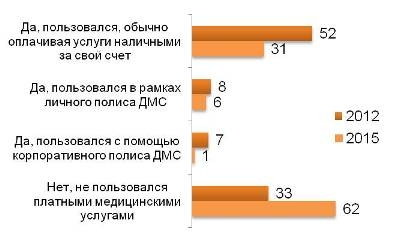 Да, пользовался, обычно
оплачивая услуги наличными
за свой счет
52
31
Да, пользовался в рамках
личного полиса ДМС
8
6
Да, пользовался с помощью
корпоративного полиса ДМС
7
1
Нет, не пользовался
платными медицинскими
услугами
33
62
2012
2015